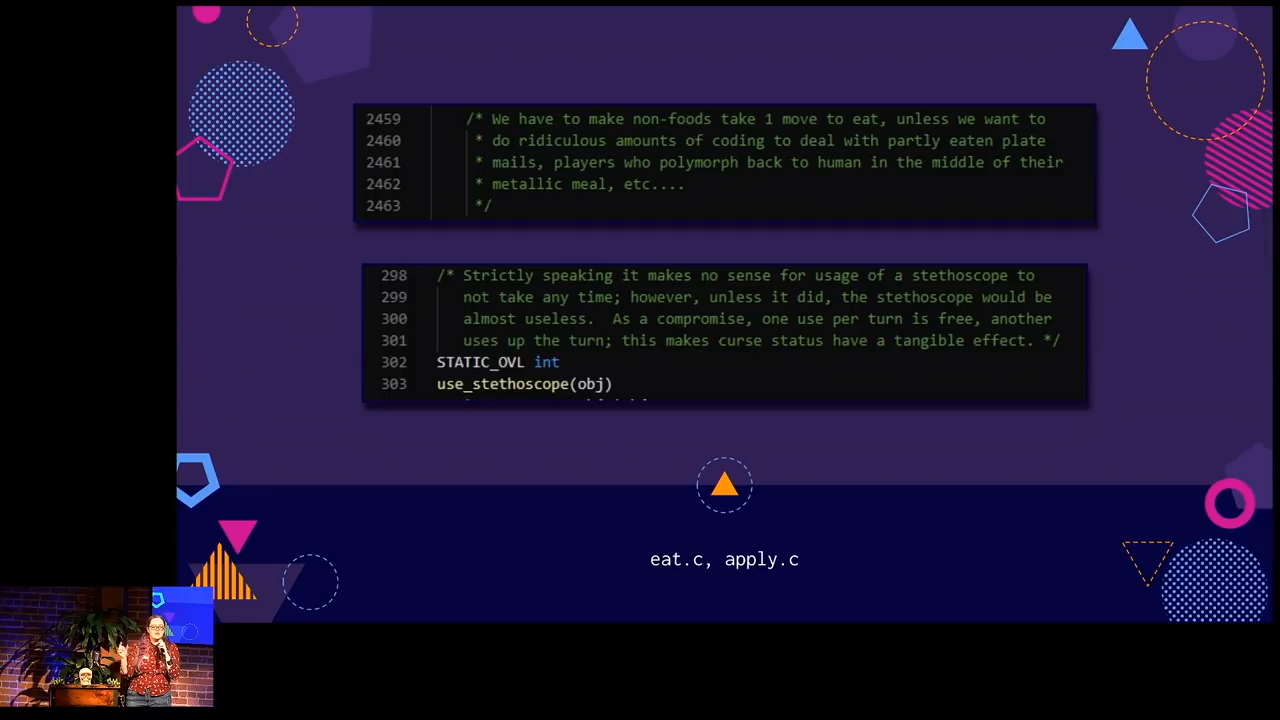 2459 /* We have to make non-foods take 1 move to eat, unless we want to
2460 * do ridiculous amounts of coding to deal with partly eaten plate
2461 * mails, players who polymorph back to human in the middle of their
2462 * metallic meal, etc....
2463 */
298 /* Strictly speaking it makes no sense for usage of a stethoscope to
299 not take any time; however, unless it did, the stethoscope would be
300 almost useless. As a compromise, one use per turn is free, another
301 uses up the turn; this makes curse status have a tangible effect. */
302 STATIC_OVL int
303 use_stethoscope(obj)
eat.c, apply.c